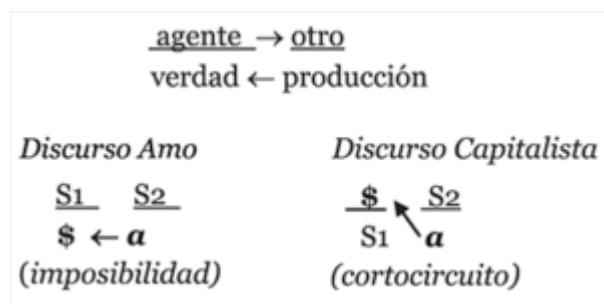 agente → otro
verdad ← producción
Discurso Amo Discurso Capitalista
S1 S2 $ S2
$ ← a S1 a
(imposibilidad) (cortocircuito)